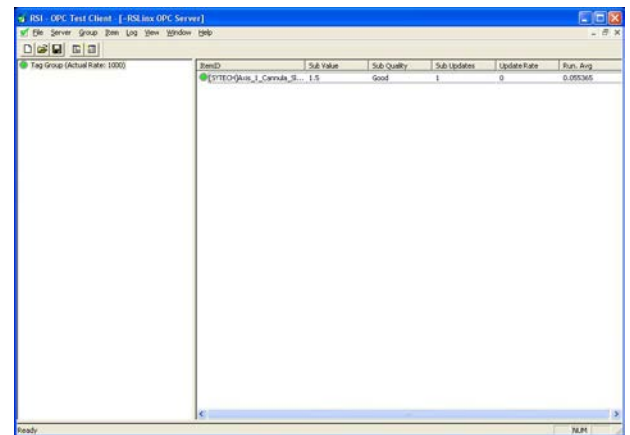 RSI - OPC Test Client - [-RSLinx OPC Server]
File Server Group Item Log View Window Help
Tag Group (Actual Rate: 1000)
ItemID Sub Value Sub Quality Sub Updates Update Rate Run. Avg
[SYTECH]Axis_1_Cannula_Sl... 1.5 Good 1 0 0.055365
Ready NUM